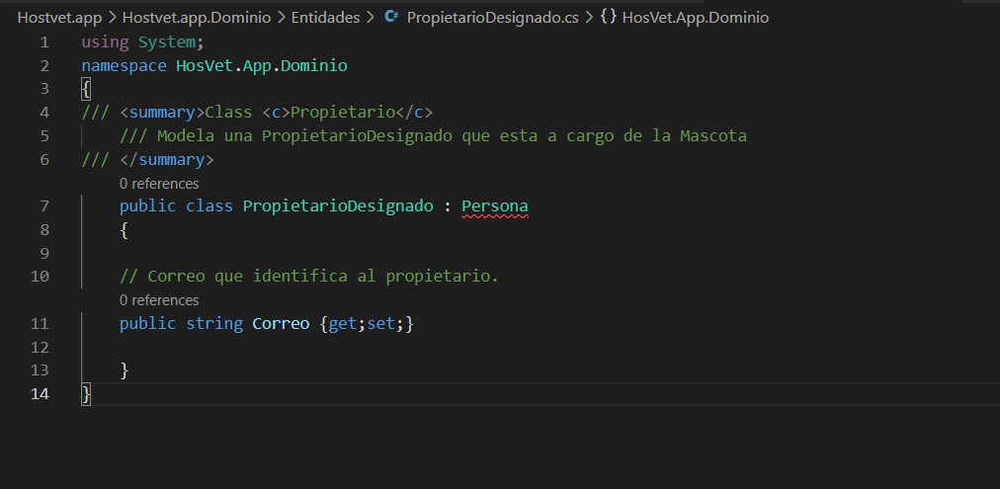 Hostvet.app > Hostvet.app.Dominio > Entidades > C# PropietarioDesignado.cs > {} HosVet.App.Dominio
1 using System;
2 namespace HosVet.App.Dominio
3 {
4 /// <summary>Class <c>Propietario</c>
5 /// Modela una PropietarioDesignado que esta a cargo de la Mascota
6 /// </summary>
0 references
7 public class PropietarioDesignado : Persona
8 {
9
10 // Correo que identifica al propietario.
0 references
11 public string Correo {get;set;}
12
13 }
14 }